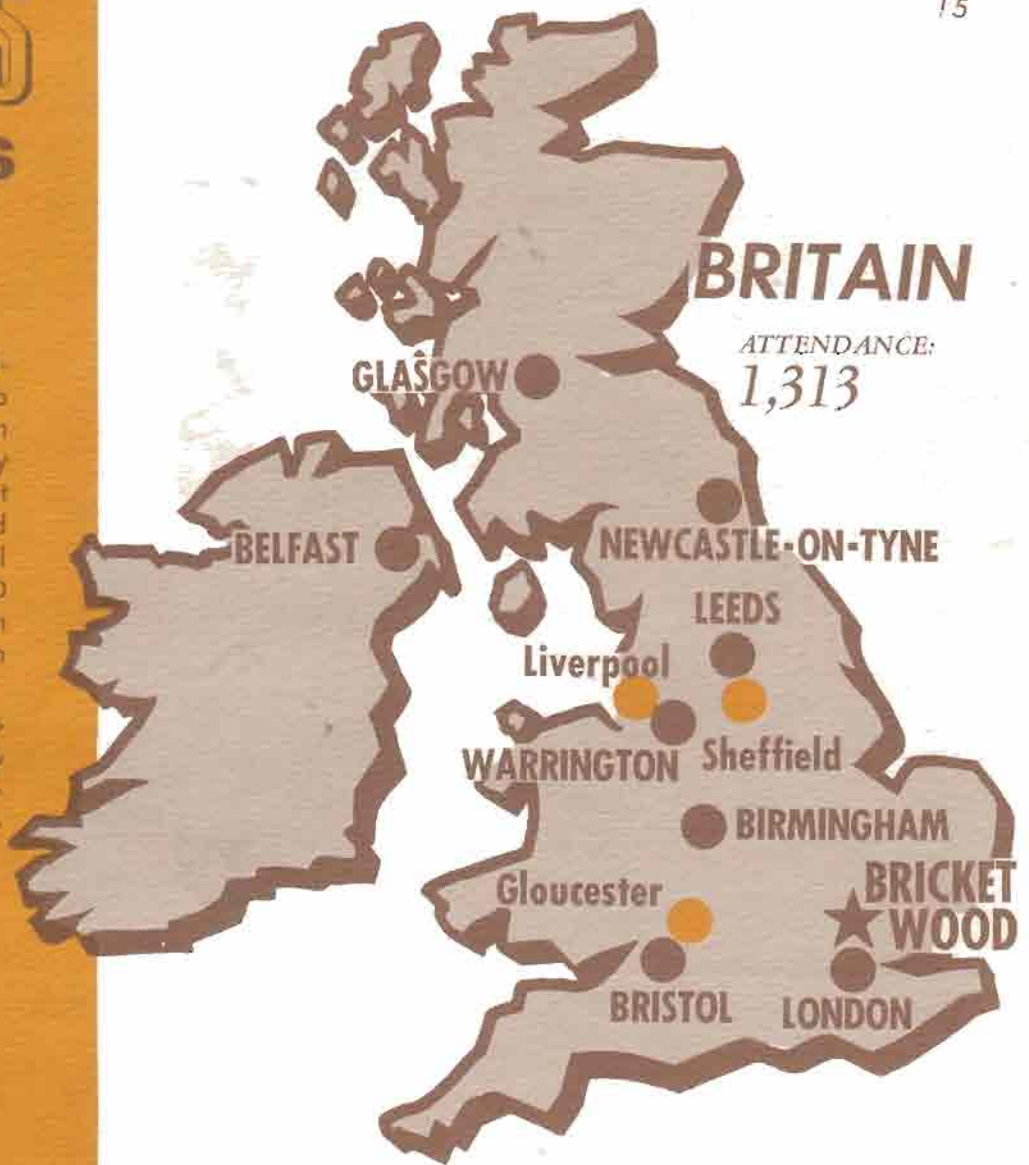 15
BRITAIN
ATTENDANCE:
1,313
GLASGOW
BELFAST
NEWCASTLE-ON-TYNE
LEEDS
Liverpool
WARRINGTON
Sheffield
BIRMINGHAM
Gloucester
BRICKET
WOOD
BRISTOL
LONDON